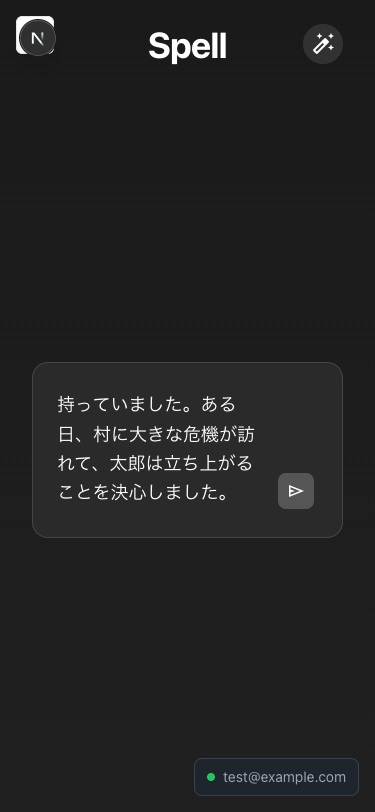 N
Spell
持っていました。ある
日、村に大きな危機が訪
れて、太郎は立ち上がる
ことを決心しました。
test@example.com